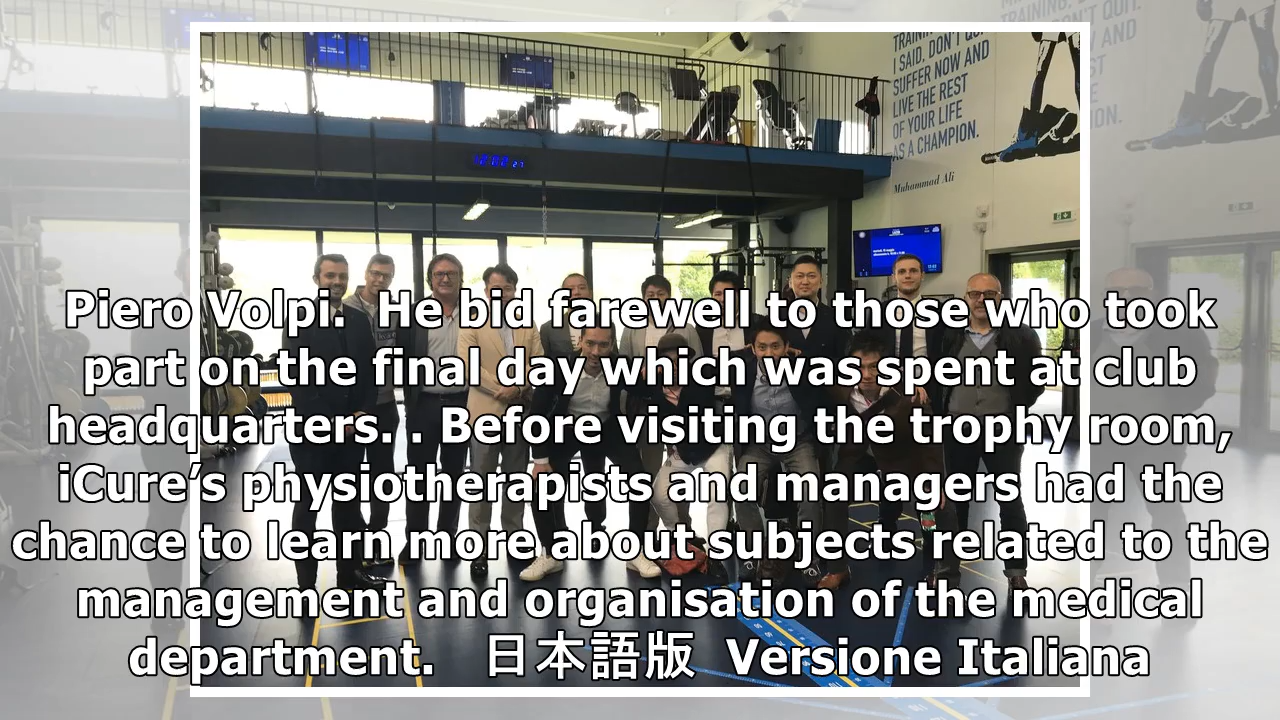 TRAINING.
I SAID, DON'T QUIT.
SUFFER NOW AND
LIVE THE REST
OF YOUR LIFE
AS A CHAMPION.
Muhammad Ali
Piero Volpi.  He bid farewell to those who took
part on the final day which was spent at club
headquarters. . Before visiting the trophy room,
iCure’s physiotherapists and managers had the
chance to learn more about subjects related to the
management and organisation of the medical
department.   日本語版  Versione Italiana